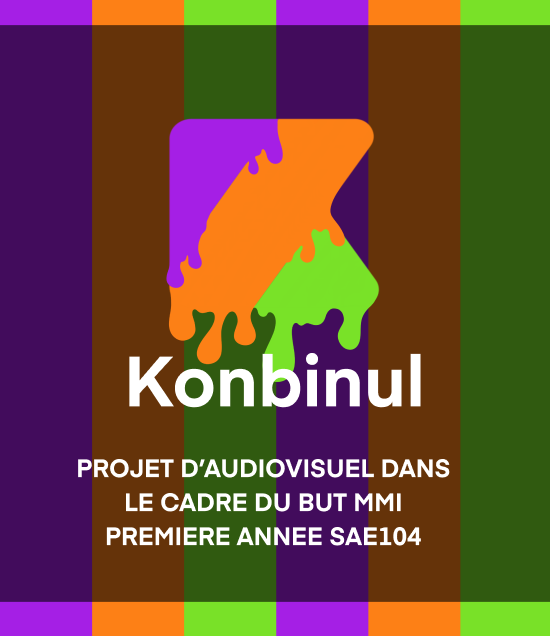 Konbinul
PROJET D’AUDIOVISUEL DANS
LE CADRE DU BUT MMI
PREMIERE ANNEE SAE104